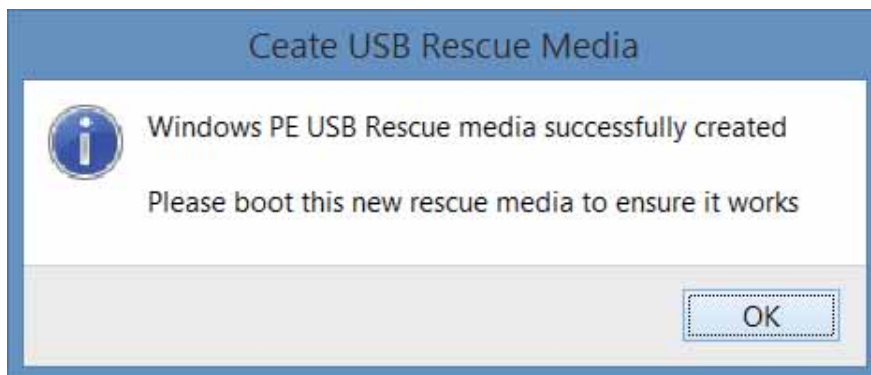 Ceate USB Rescue Media
Windows PE USB Rescue media successfully created
Please boot this new rescue media to ensure it works
OK